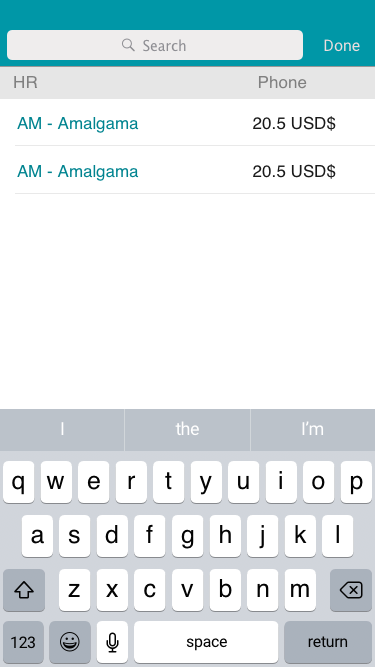 Search Done
HR Phone
AM - Amalgama 20.5 USD$
AM - Amalgama 20.5 USD$
I the I'm
q w e r t y u i o p
a s d f g h j k l
z x c v b n m
123 space return